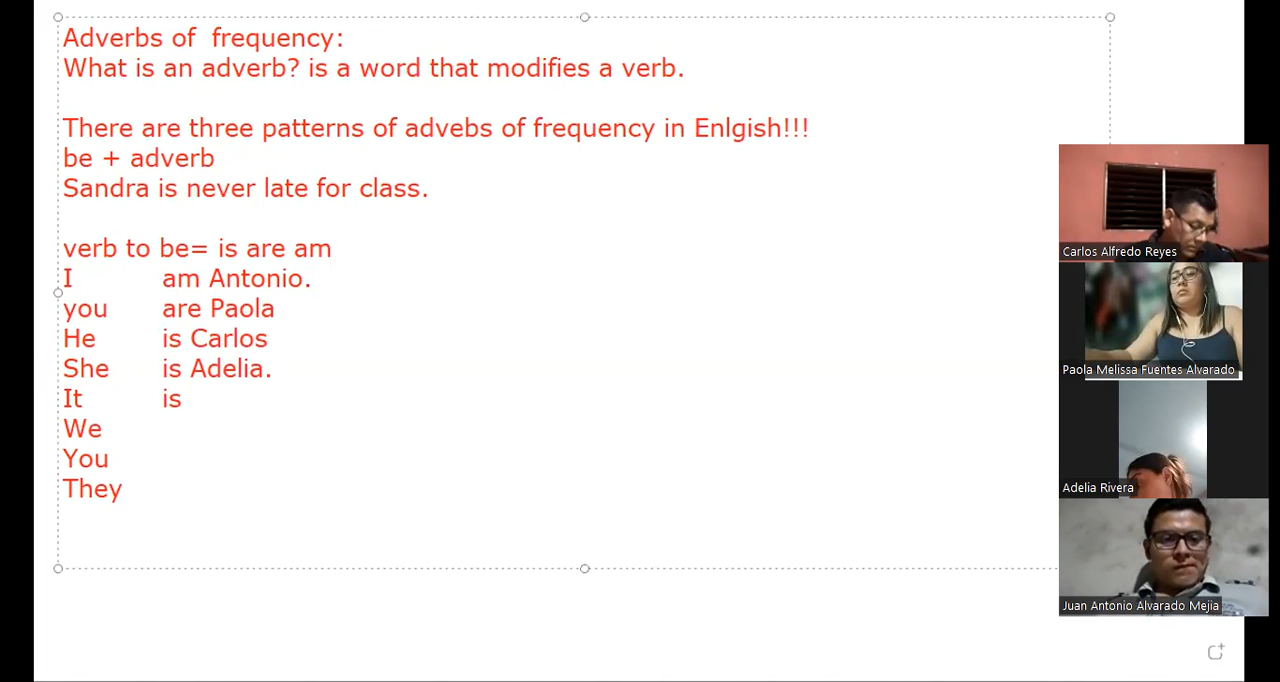 Adverbs of frequency:
What is an adverb? is a word that modifies a verb.
There are three patterns of advebs of frequency in Enlgish!!!
be + adverb
Sandra is never late for class.
verb to be= is are am
I am Antonio.
you are Paola
He is Carlos
She is Adelia.
It is
We
You
They
Carlos Alfredo Reyes
Paola Melissa Fuentes Alvarado
Adelia Rivera
Juan Antonio Alvarado Mejia